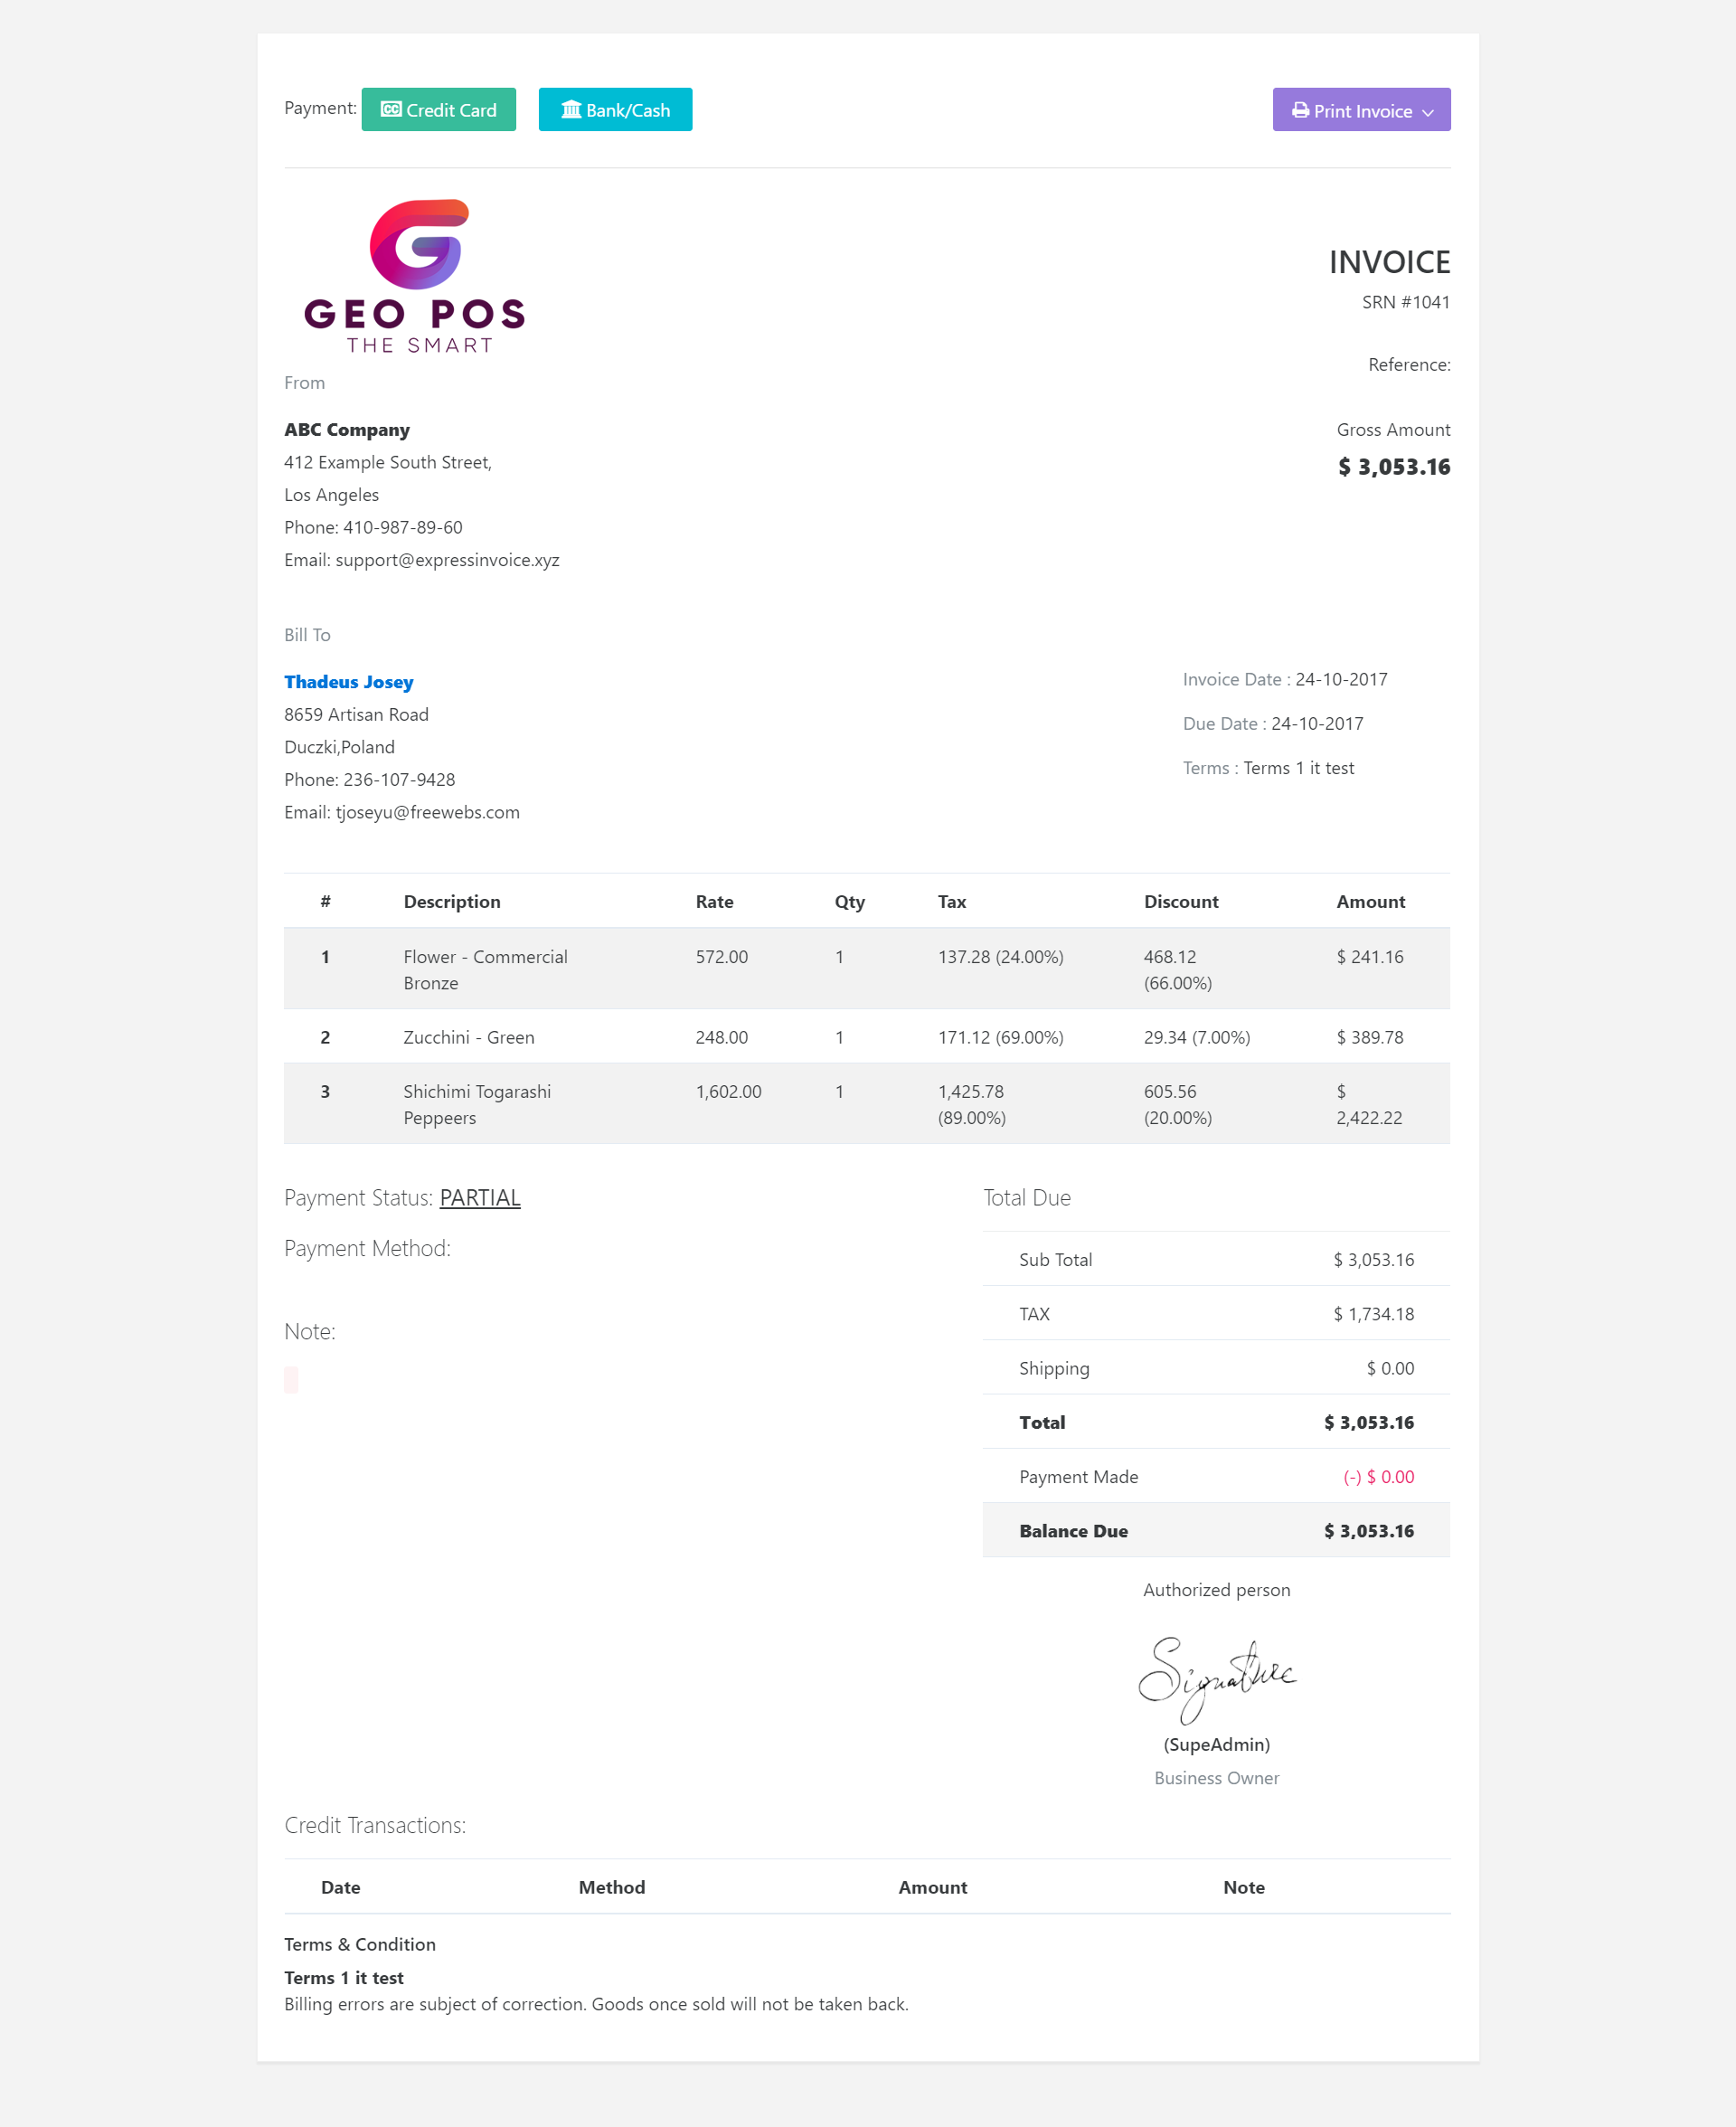 Payment: Credit Card Bank/Cash Print Invoice
GEO POS
THE SMART
INVOICE
SRN #1041
Reference:
From
ABC Company
412 Example South Street,
Los Angeles
Phone: 410-987-89-60
Email: support@expressinvoice.xyz
Gross Amount
$ 3,053.16
Bill To
Thadeus Josey
8659 Artisan Road
Duczki,Poland
Phone: 236-107-9428
Email: tjoseyu@freewebs.com
Invoice Date : 24-10-2017
Due Date : 24-10-2017
Terms : Terms 1 it test
# Description Rate Qty Tax Discount Amount
1 Flower - Commercial 572.00 1 137.28 (24.00%) 468.12 $ 241.16
Bronze (66.00%)
2 Zucchini - Green 248.00 1 171.12 (69.00%) 29.34 (7.00%) $ 389.78
3 Shichimi Togarashi 1,602.00 1 1,425.78 605.56 $
Peppeers (89.00%) (20.00%) 2,422.22
Payment Status: PARTIAL
Payment Method:
Note:
Total Due
Sub Total $ 3,053.16
TAX $ 1,734.18
Shipping $ 0.00
Total $ 3,053.16
Payment Made (-) $ 0.00
Balance Due $ 3,053.16
Authorized person
Signature
(SupeAdmin)
Business Owner
Credit Transactions:
Date Method Amount Note
Terms & Condition
Terms 1 it test
Billing errors are subject of correction. Goods once sold will not be taken back.